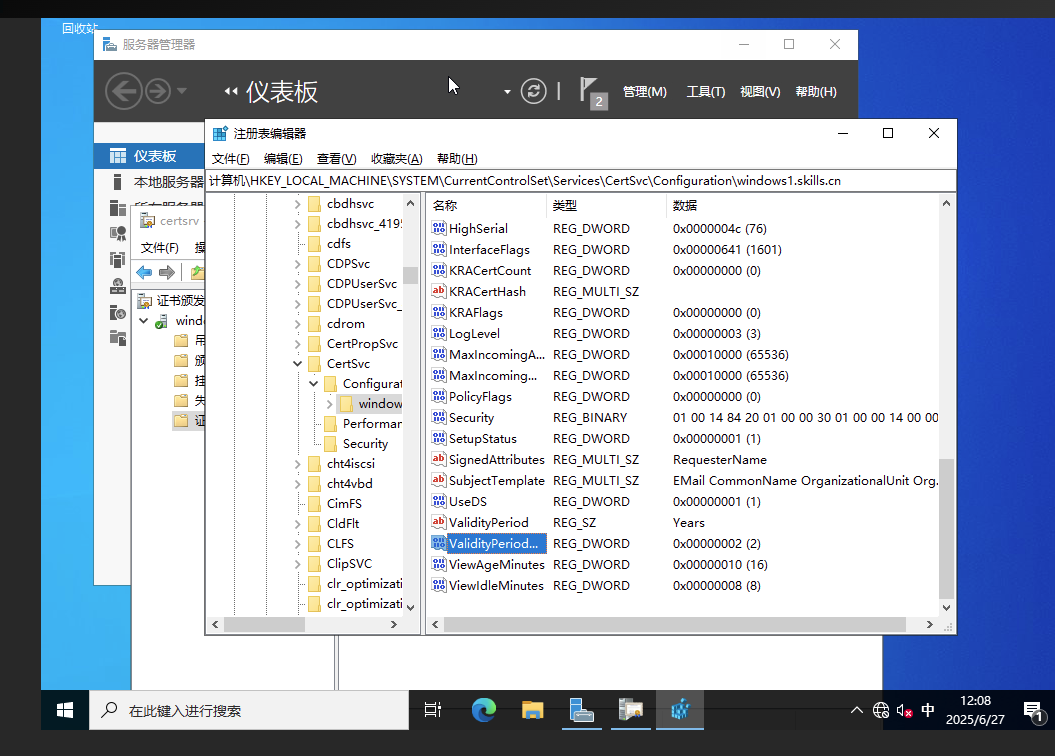 回收站
服务器管理器
仪表板
2
管理(M) 工具(T) 视图(V) 帮助(H)
仪表板
本地服务器
certsrv
文件(F)
证书颁发
注册表编辑器
文件(F) 编辑(E) 查看(V) 收藏夹(A) 帮助(H)
计算机\HKEY_LOCAL_MACHINE\SYSTEM\CurrentControlSet\Services\CertSvc\Configuration\windows1.skills.cn
cbdhsvc
cbdhsvc_419
cdfs
CDPSvc
CDPUserSvc
CDPUserSvc_
cdrom
CertPropSvc
CertSvc
Configurat
window
Performan
Security
cht4iscsi
cht4vbd
CimFS
CldFlt
CLFS
ClipSVC
clr_optimizati
clr_optimizati
名称 类型 数据
HighSerial REG_DWORD 0x0000004c (76)
InterfaceFlags REG_DWORD 0x00000641 (1601)
KRACertCount REG_DWORD 0x00000000 (0)
KRACertHash REG_MULTI_SZ
KRAFlags REG_DWORD 0x00000000 (0)
LogLevel REG_DWORD 0x00000003 (3)
MaxIncomingA... REG_DWORD 0x00010000 (65536)
MaxIncoming... REG_DWORD 0x00010000 (65536)
PolicyFlags REG_DWORD 0x00000000 (0)
Security REG_BINARY 01 00 14 84 20 01 00 00 30 01 00 00 14 00 00
SetupStatus REG_DWORD 0x00000001 (1)
SignedAttributes REG_MULTI_SZ RequesterName
SubjectTemplate REG_MULTI_SZ EMail CommonName OrganizationalUnit Org.
UseDS REG_DWORD 0x00000001 (1)
ValidityPeriod REG_SZ Years
ValidityPeriod... REG_DWORD 0x00000002 (2)
ViewAgeMinutes REG_DWORD 0x00000010 (16)
ViewIdleMinutes REG_DWORD 0x00000008 (8)
在此键入进行搜索
中
12:08
2025/6/27
1